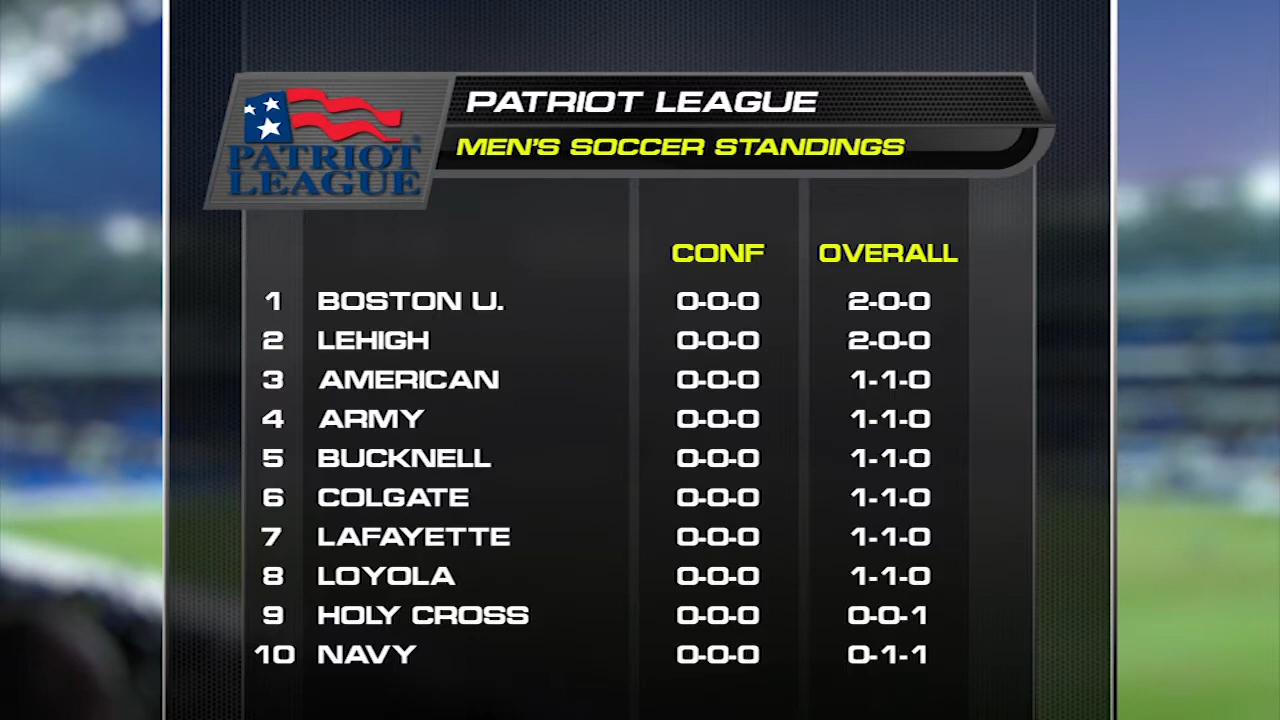 PATRIOT LEAGUE
MEN'S SOCCER STANDINGS
PATRIOT
LEAGUE
CONF OVERALL
1 BOSTON U. 0-0-0 2-0-0
2 LEHIGH 0-0-0 2-0-0
3 AMERICAN 0-0-0 1-1-0
4 ARMY 0-0-0 1-1-0
5 BUCKNELL 0-0-0 1-1-0
6 COLGATE 0-0-0 1-1-0
7 LAFAYETTE 0-0-0 1-1-0
8 LOYOLA 0-0-0 1-1-0
9 HOLY CROSS 0-0-0 0-0-1
10 NAVY 0-0-0 0-1-1